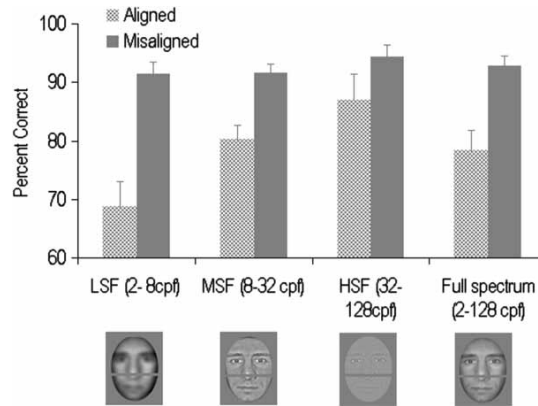 100
90
80
70
60
Percent Correct
Aligned
Misaligned
LSF (2- 8cpf)
MSF (8-32 cpf)
HSF (32-
128cpf)
Full spectrum
(2-128 cpf)